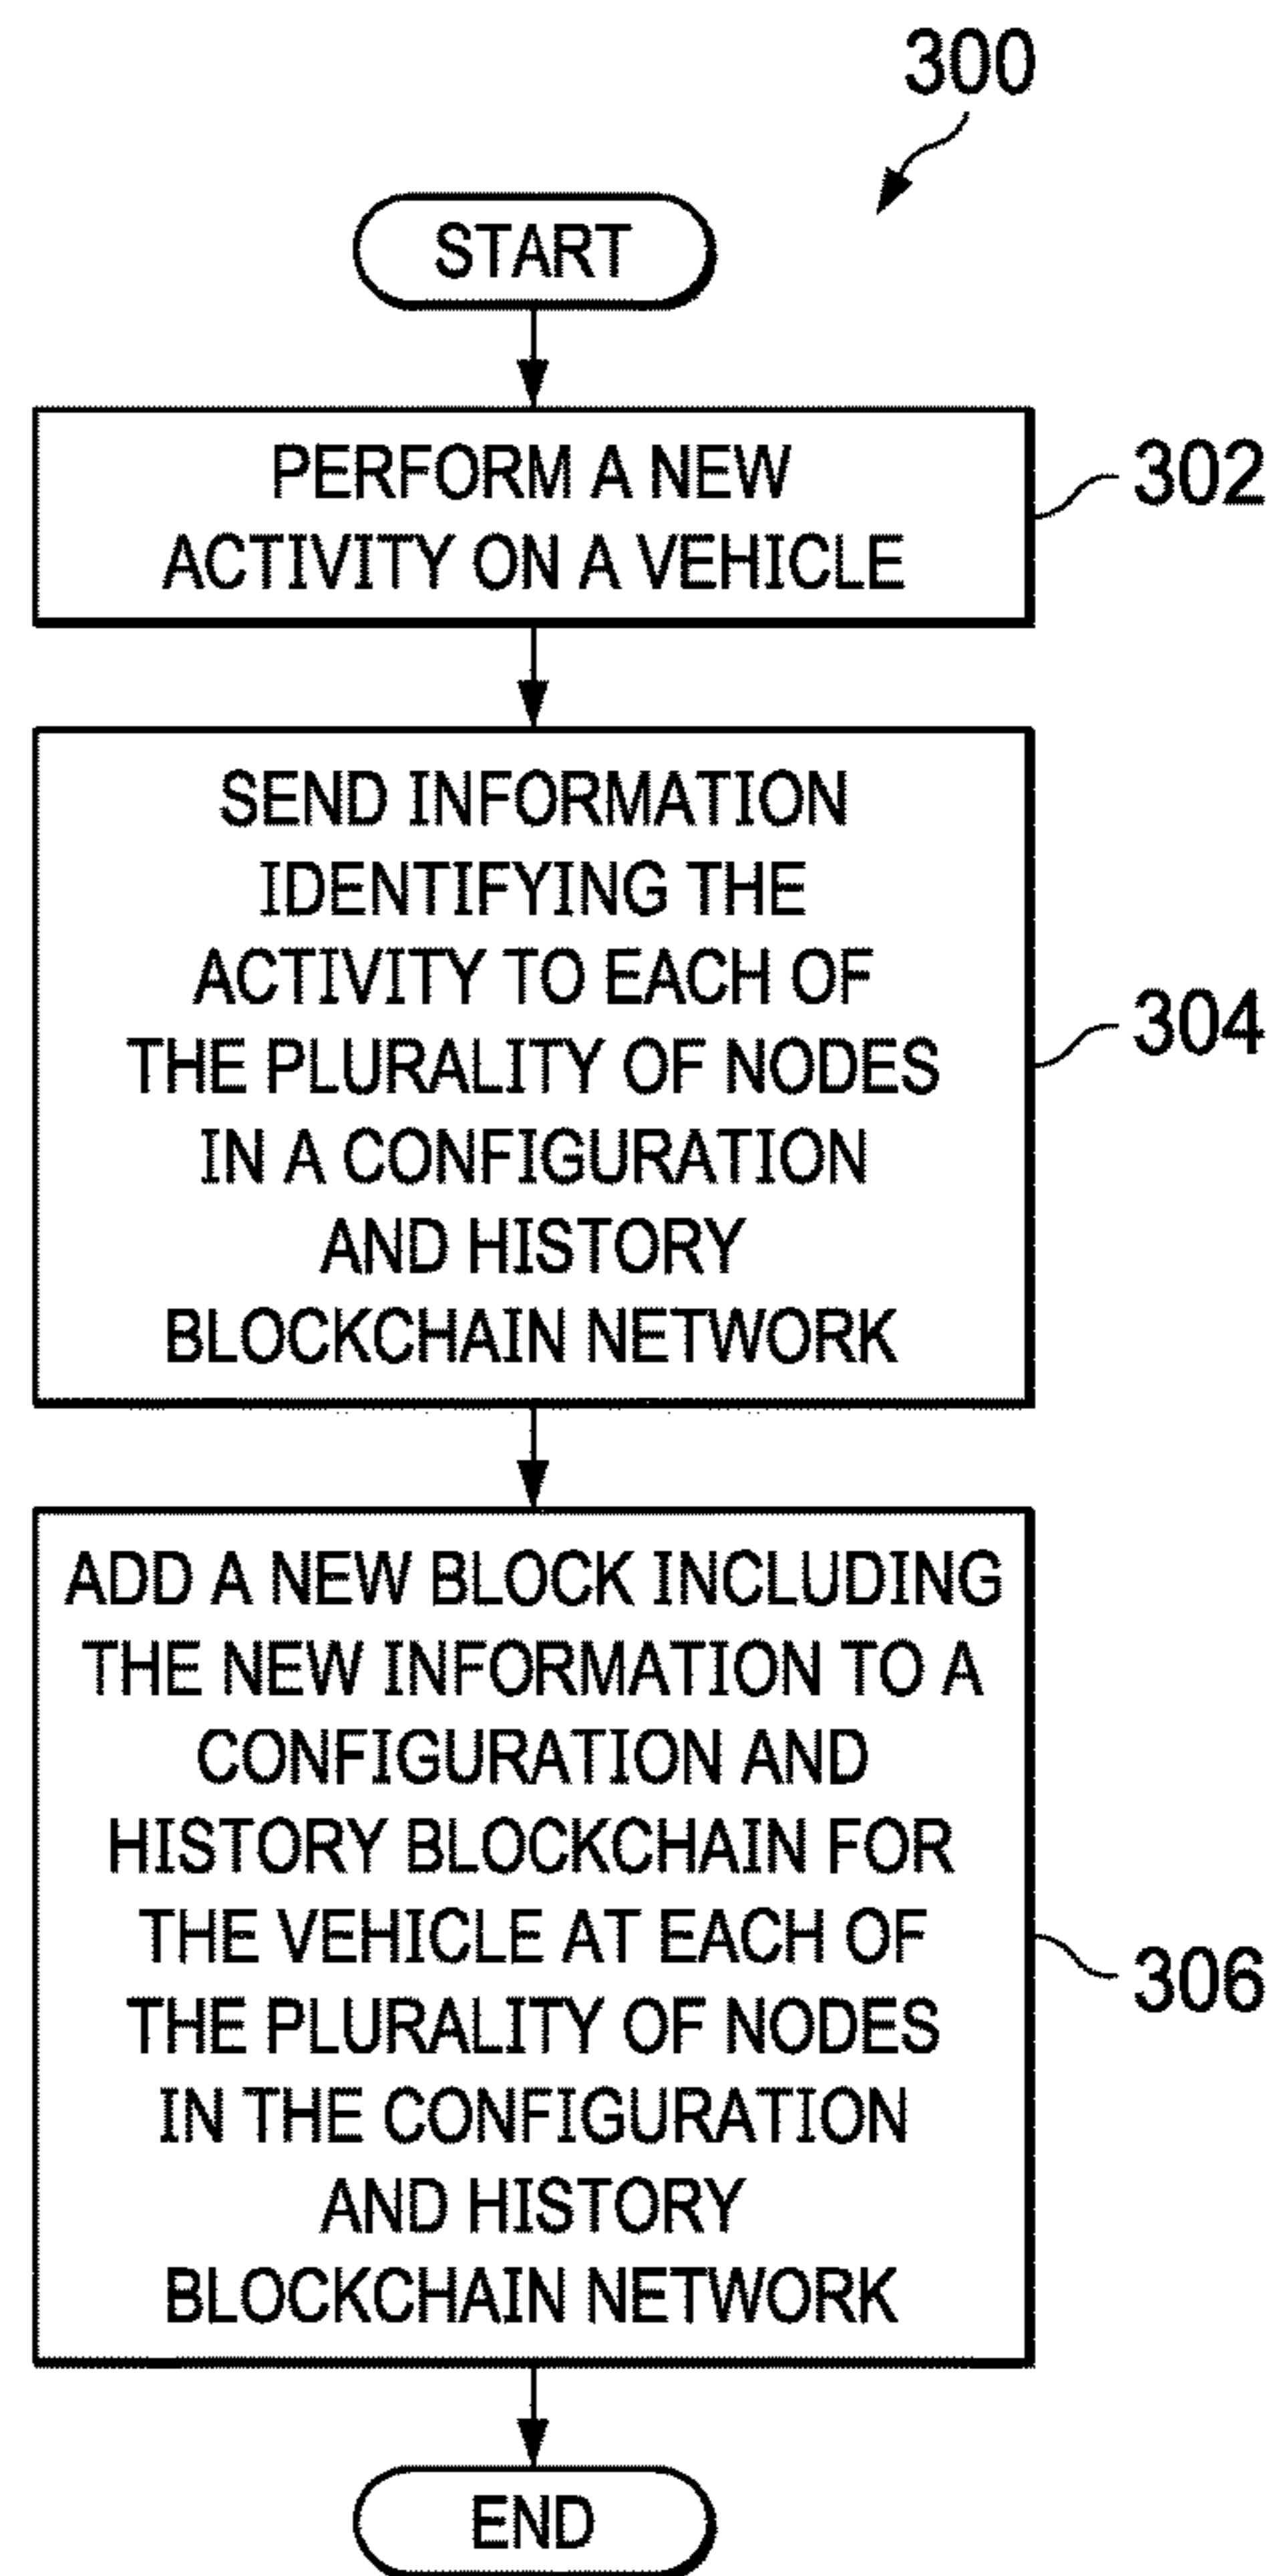 300
START
PERFORM A NEW
ACTIVITY ON A VEHICLE
302
SEND INFORMATION
IDENTIFYING THE
ACTIVITY TO EACH OF
THE PLURALITY OF NODES
IN A CONFIGURATION
AND HISTORY
BLOCKCHAIN NETWORK
304
ADD A NEW BLOCK INCLUDING
THE NEW INFORMATION TO A
CONFIGURATION AND
HISTORY BLOCKCHAIN FOR
THE VEHICLE AT EACH OF
THE PLURALITY OF NODES
IN THE CONFIGURATION
AND HISTORY
BLOCKCHAIN NETWORK
306
END